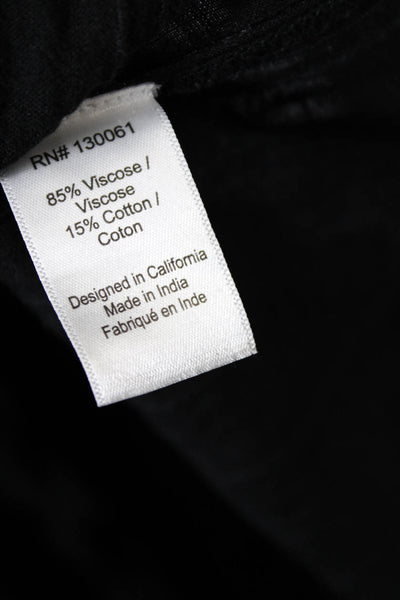 RN# 130061
85% Viscose /
Viscose
15% Cotton /
Coton
Designed in California
Made in India
Fabriqué en Inde